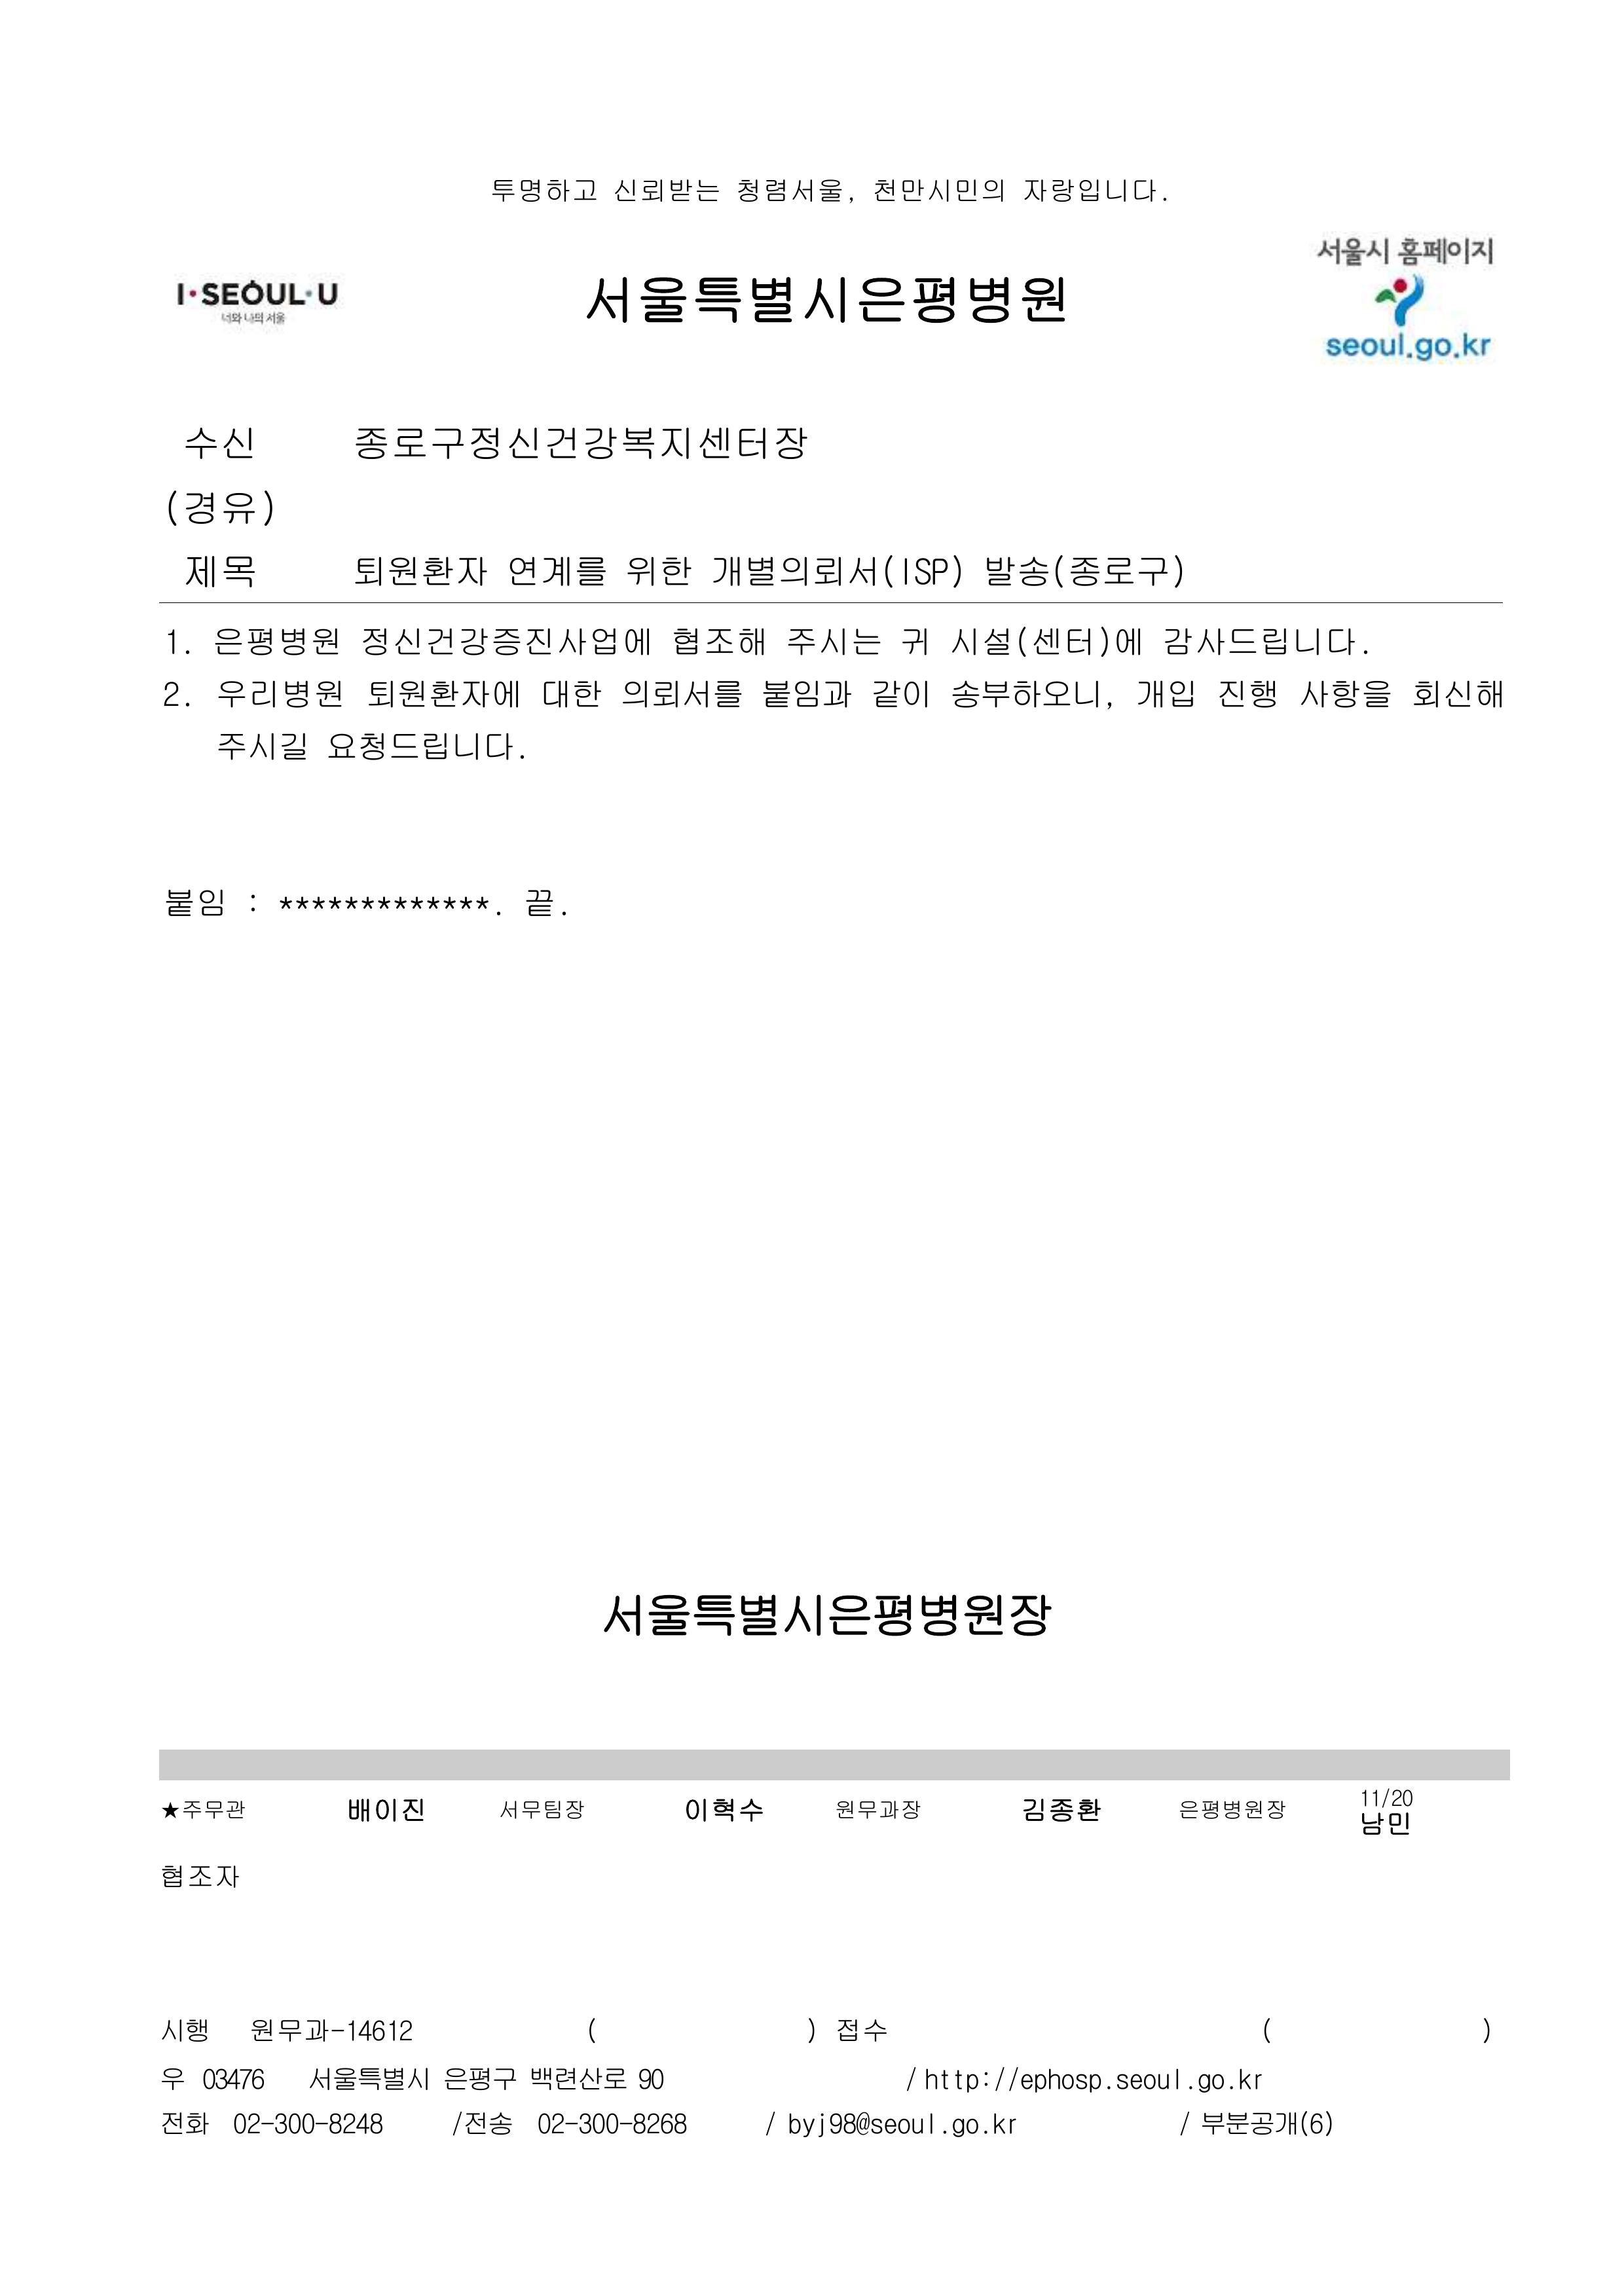 투명하고 신뢰받는 청렴서울, 천만시민의 자랑입니다.
서울시 홈페이지
I·SEOUL·U
너와 나의 서울
서울특별시은평병원
seoul.go.kr
수신 종로구정신건강복지센터장
(경유)
제목 퇴원환자 연계를 위한 개별의뢰서(ISP) 발송(종로구)
1. 은평병원 정신건강증진사업에 협조해 주시는 귀 시설(센터)에 감사드립니다.
2. 우리병원 퇴원환자에 대한 의뢰서를 붙임과 같이 송부하오니, 개입 진행 사항을 회신해
주시길 요청드립니다.
붙임 : *************. 끝.
서울특별시은평병원장
★주무관 배이진 서무팀장 이혁수 원무과장 김종환 은평병원장 11/20
남민
협조자
시행 원무과-14612 ( ) 접수 ( )
우 03476 서울특별시 은평구 백련산로 90 / http://ephosp.seoul.go.kr
전화 02-300-8248 /전송 02-300-8268 / byj98@seoul.go.kr / 부분공개(6)